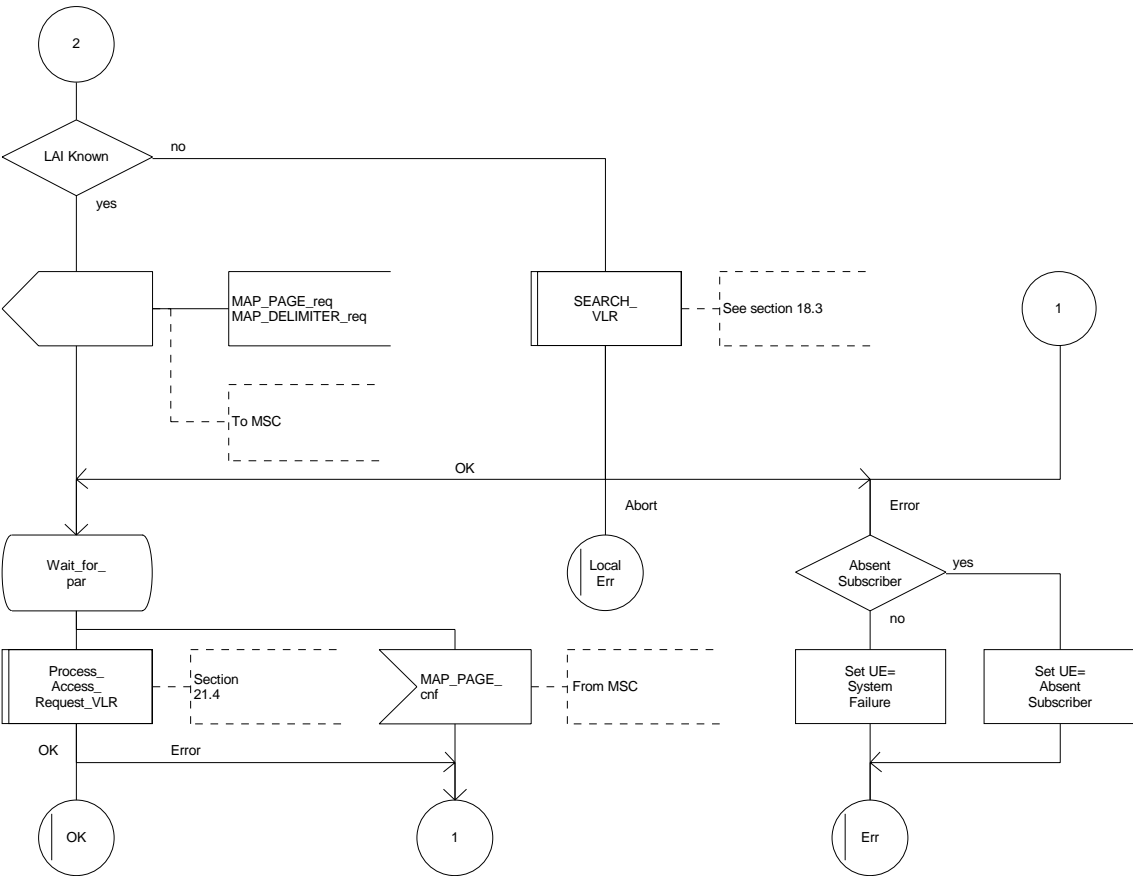 2
LAI Known
no
yes
MAP_PAGE_req
MAP_DELIMITER_req
SEARCH_
VLR
See section 18.3
1
To MSC
OK
Abort
Error
Wait_for_
par
Local
Err
Absent
Subscriber
yes
no
Process_
Access_
Request_VLR
Section
21.4
MAP_PAGE_
cnf
From MSC
Set UE=
System
Failure
Set UE=
Absent
Subscriber
OK
Error
OK
1
Err